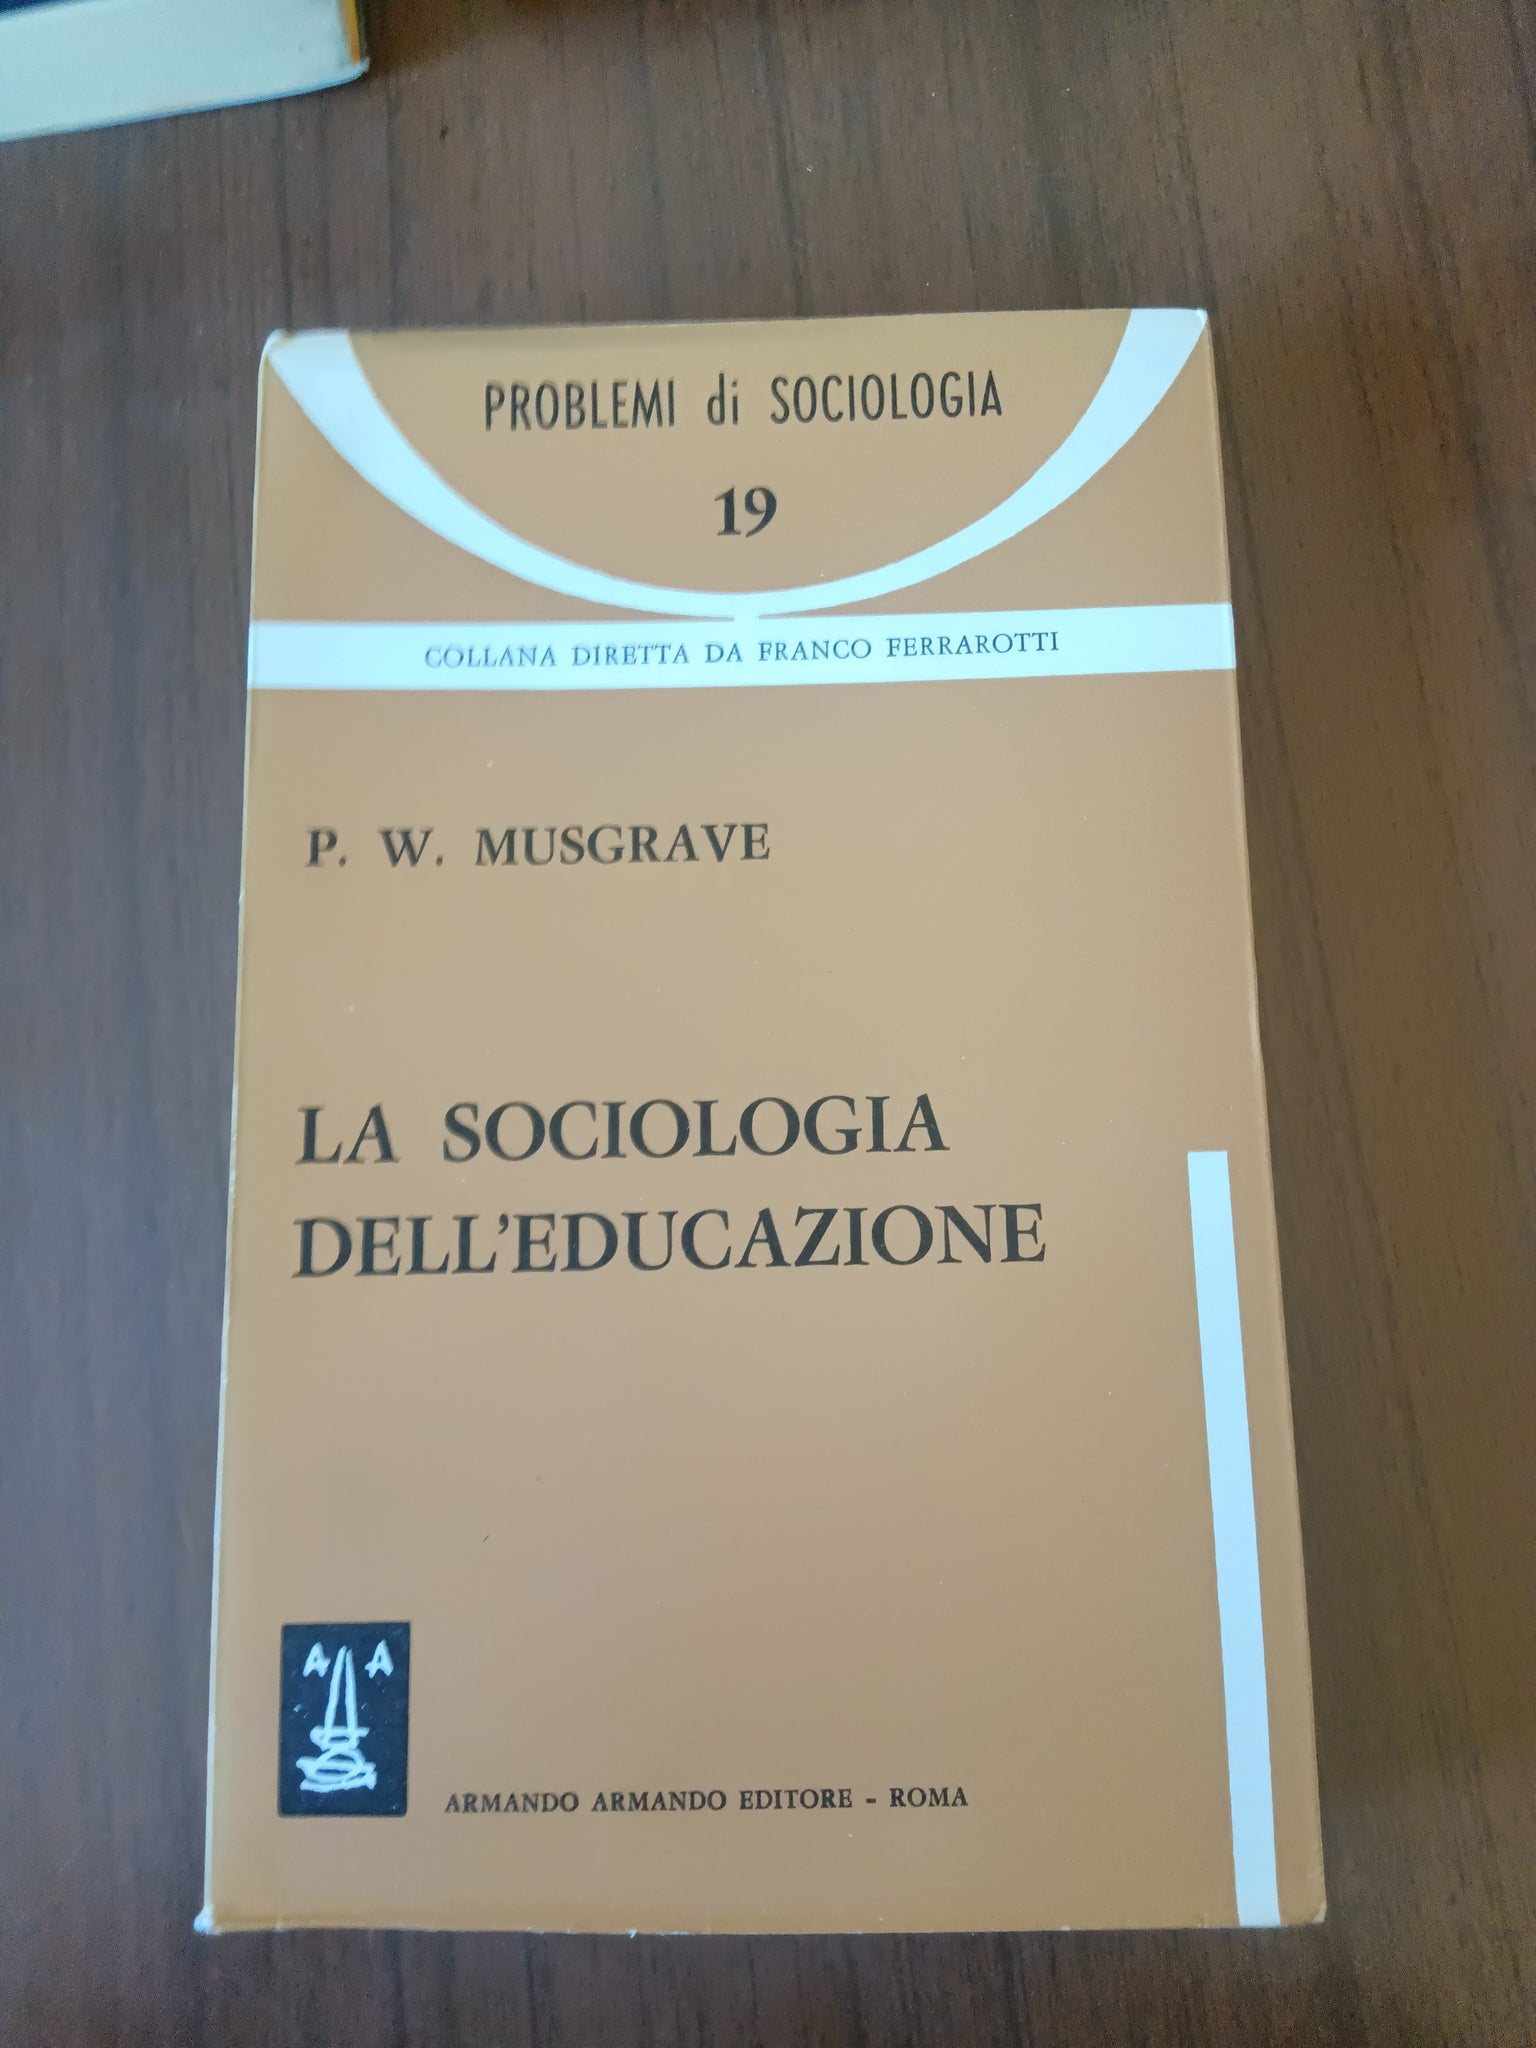 PROBLEMI di SOCIOLOGIA
19
COLLANA DIRETTA DA FRANCO FERRAROTTI
P. W. MUSGRAVE
LA SOCIOLOGIA
DELL'EDUCAZIONE
A A
ARMANDO ARMANDO EDITORE - ROMA